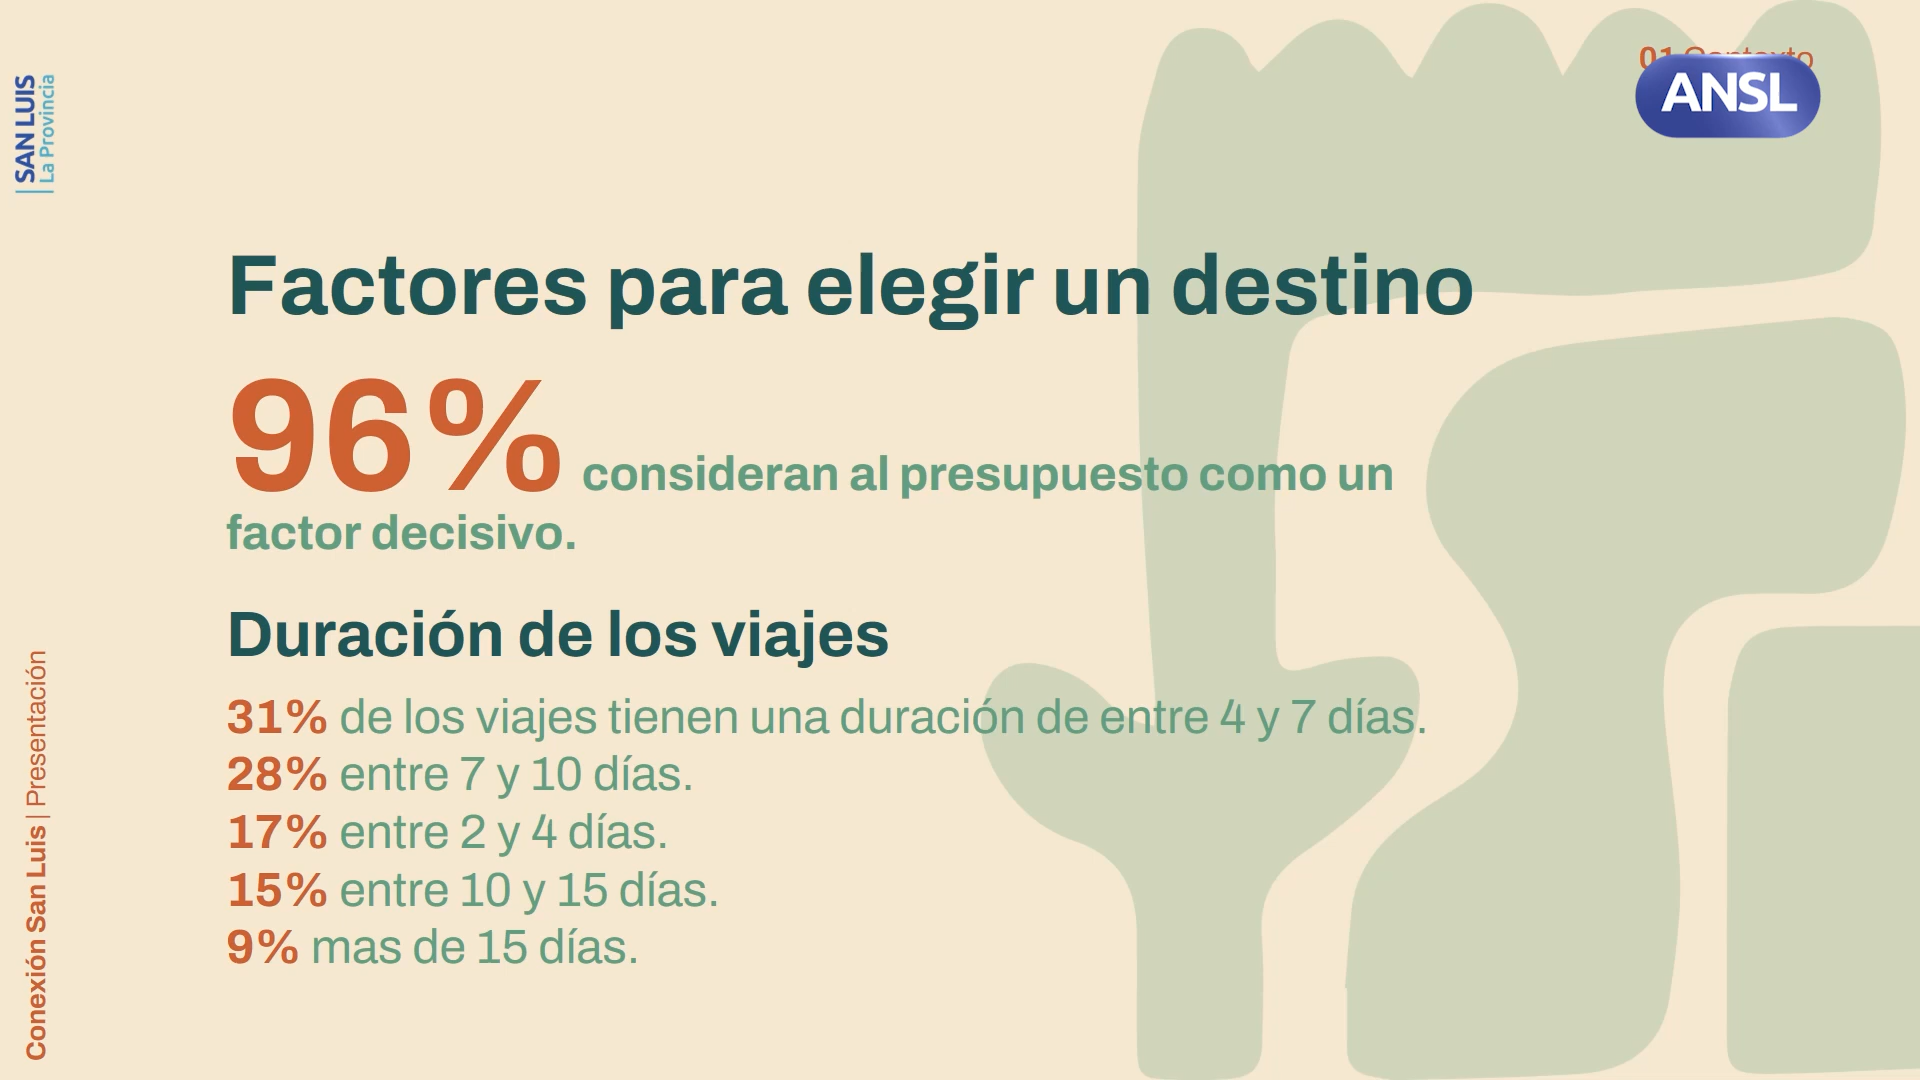 SAN LUIS
La Provincia
01 Contexto
ANSL
Factores para elegir un destino
96% consideran al presupuesto como un
factor decisivo.
Duración de los viajes
31% de los viajes tienen una duración de entre 4 y 7 días.
28% entre 7 y 10 días.
17% entre 2 y 4 días.
15% entre 10 y 15 días.
9% mas de 15 días.
Conexión San Luis | Presentación